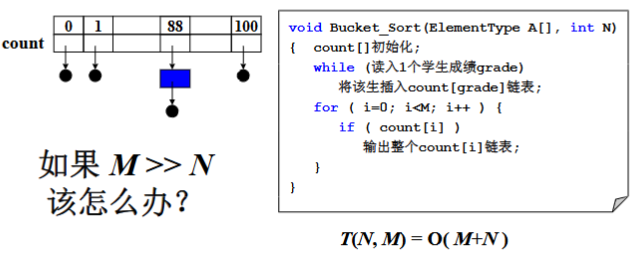 0 1 88 100
count
如果 M >> N
该怎么办？
void Bucket_Sort(ElementType A[], int N)
{ count[]初始化;
while (读入1个学生成绩grade)
将该生插入count[grade]链表;
for ( i=0; i<M; i++ ) {
if ( count[i] )
输出整个count[i]链表;
}
}
T(N, M) = O( M+N )